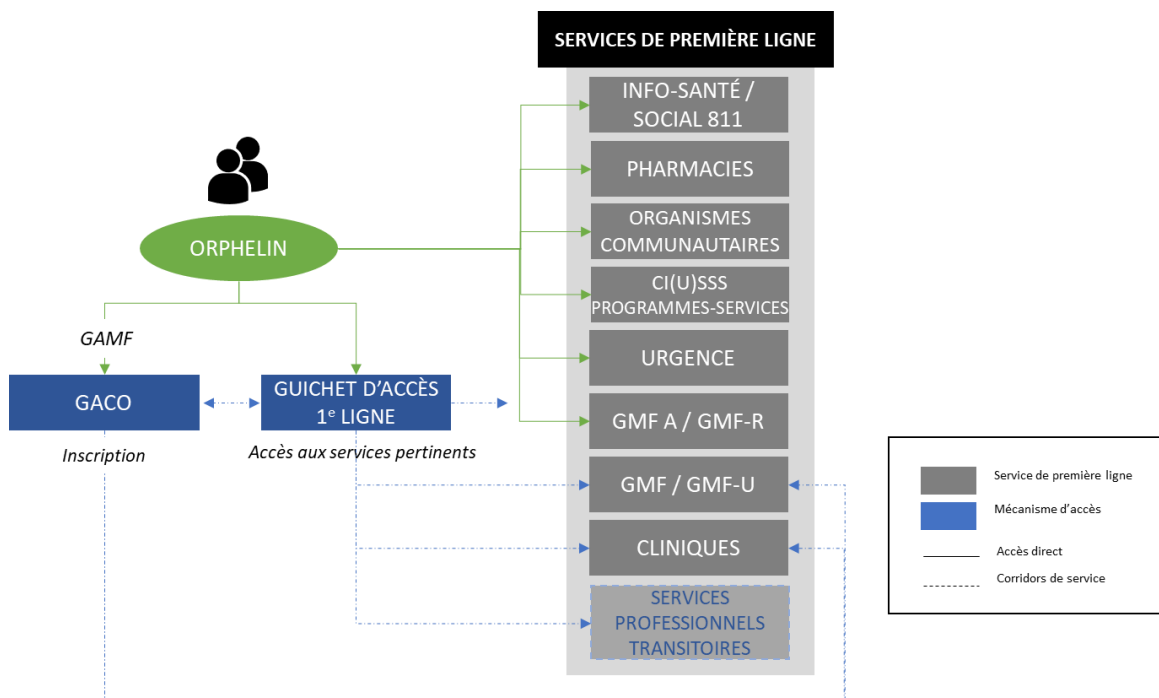 SERVICES DE PREMIÈRE LIGNE
INFO-SANTÉ /
SOCIAL 811
PHARMACIES
ORGANISMES
COMMUNAUTAIRES
CI(U)SSS
PROGRAMMES-SERVICES
URGENCE
GMF A / GMF-R
GMF / GMF-U
CLINIQUES
SERVICES
PROFESSIONNELS
TRANSITOIRES
ORPHELIN
GAMF
GACO
Inscription
GUICHET D'ACCÈS
1e LIGNE
Accès aux services pertinents
Service de première ligne
Mécanisme d'accès
Accès direct
Corridors de service